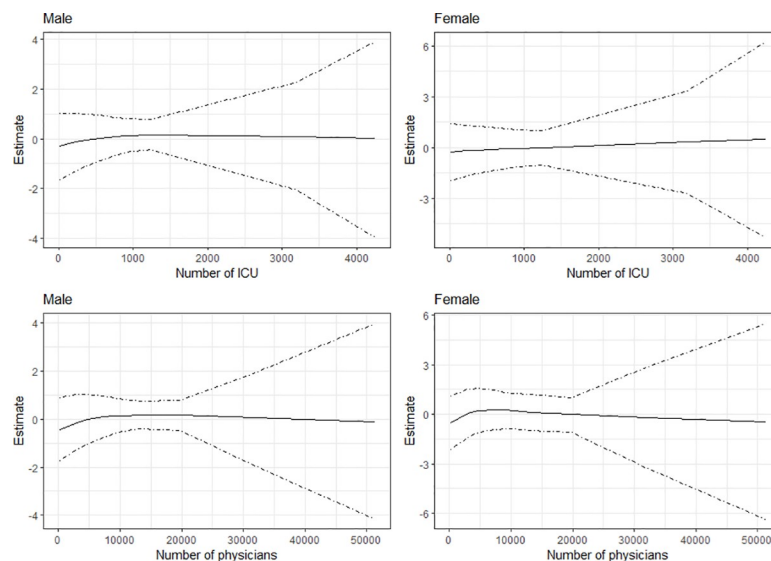 Male
4
2
0
-2
-4
Estimate
0 1000 2000 3000 4000
Number of ICU
Female
6
3
0
-3
Estimate
0 1000 2000 3000 4000
Number of ICU
Male
4
2
0
-2
-4
Estimate
0 10000 20000 30000 40000 50000
Number of physicians
Female
6
3
0
-3
-6
Estimate
0 10000 20000 30000 40000 50000
Number of physicians